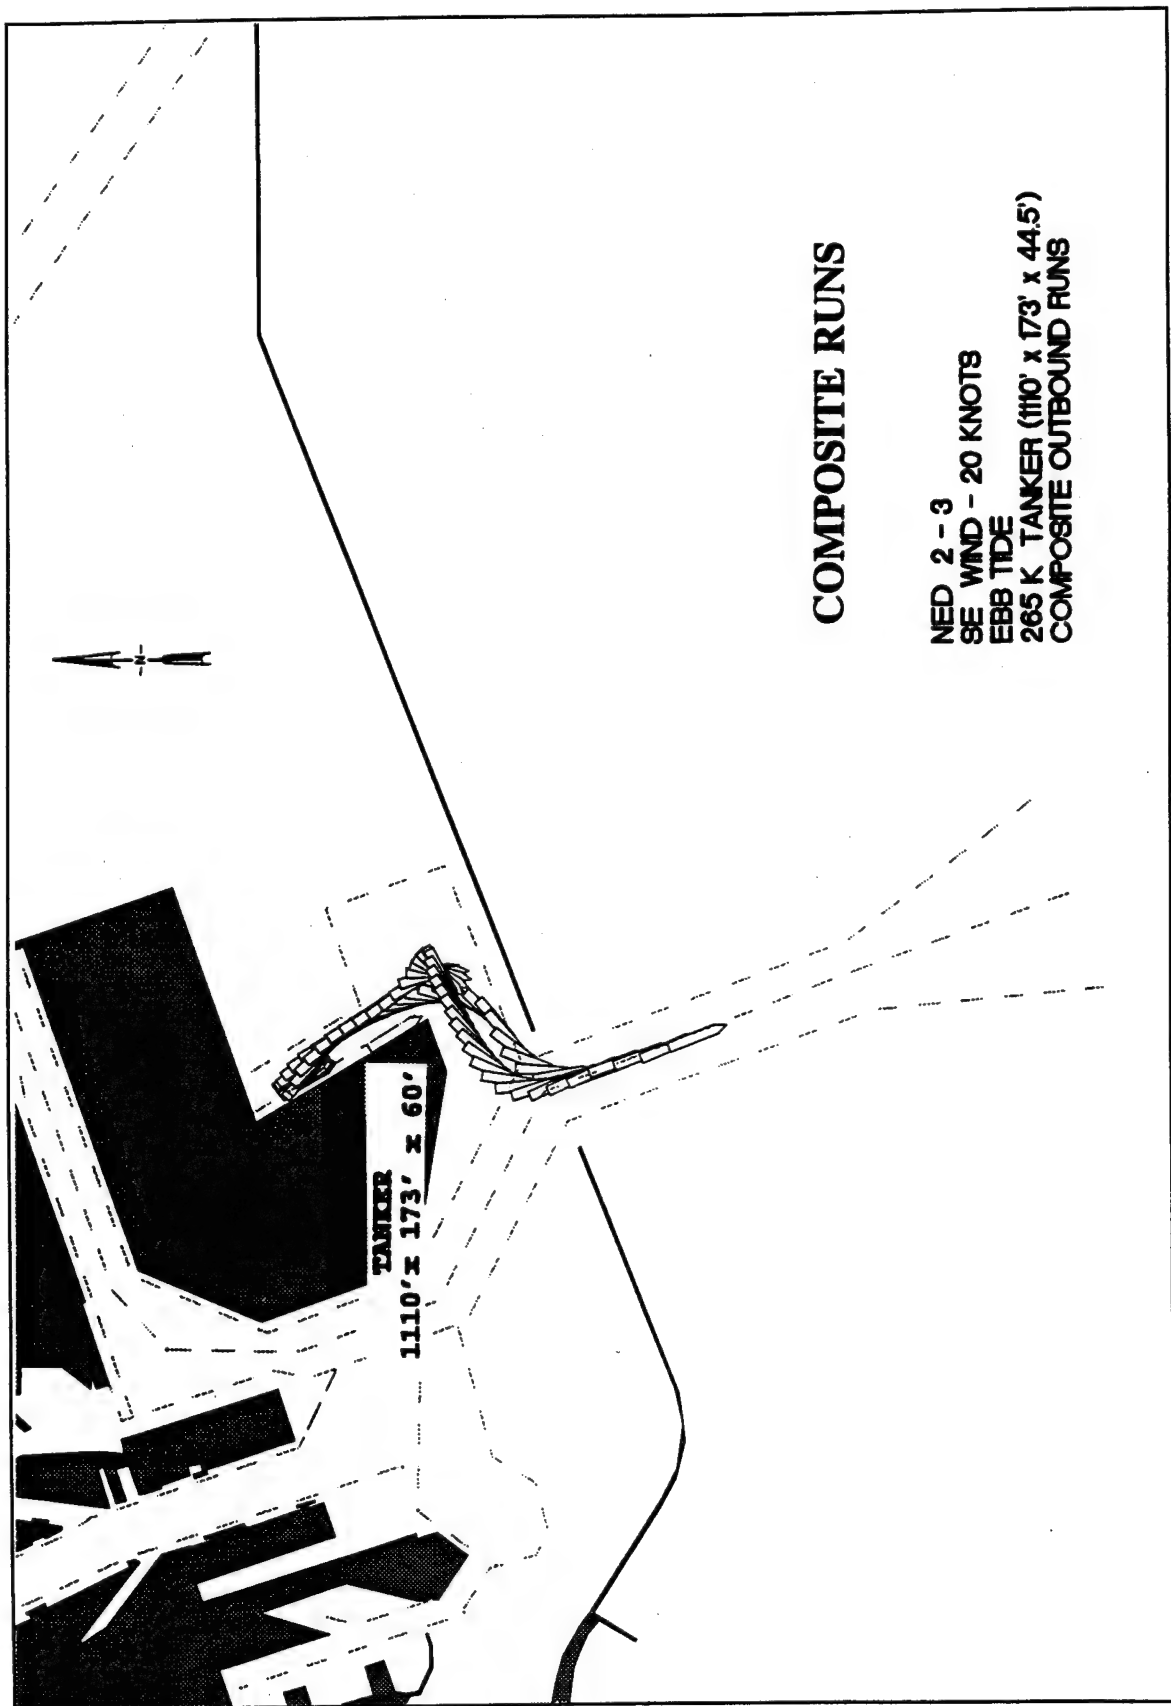 -N-
TANKER
1110'x 173' x 60'
COMPOSITE RUNS
NED 2 - 3
SE WIND - 20 KNOTS
EBB TIDE
265 K TANKER (1110' x 173' x 44.5')
COMPOSITE OUTBOUND RUNS